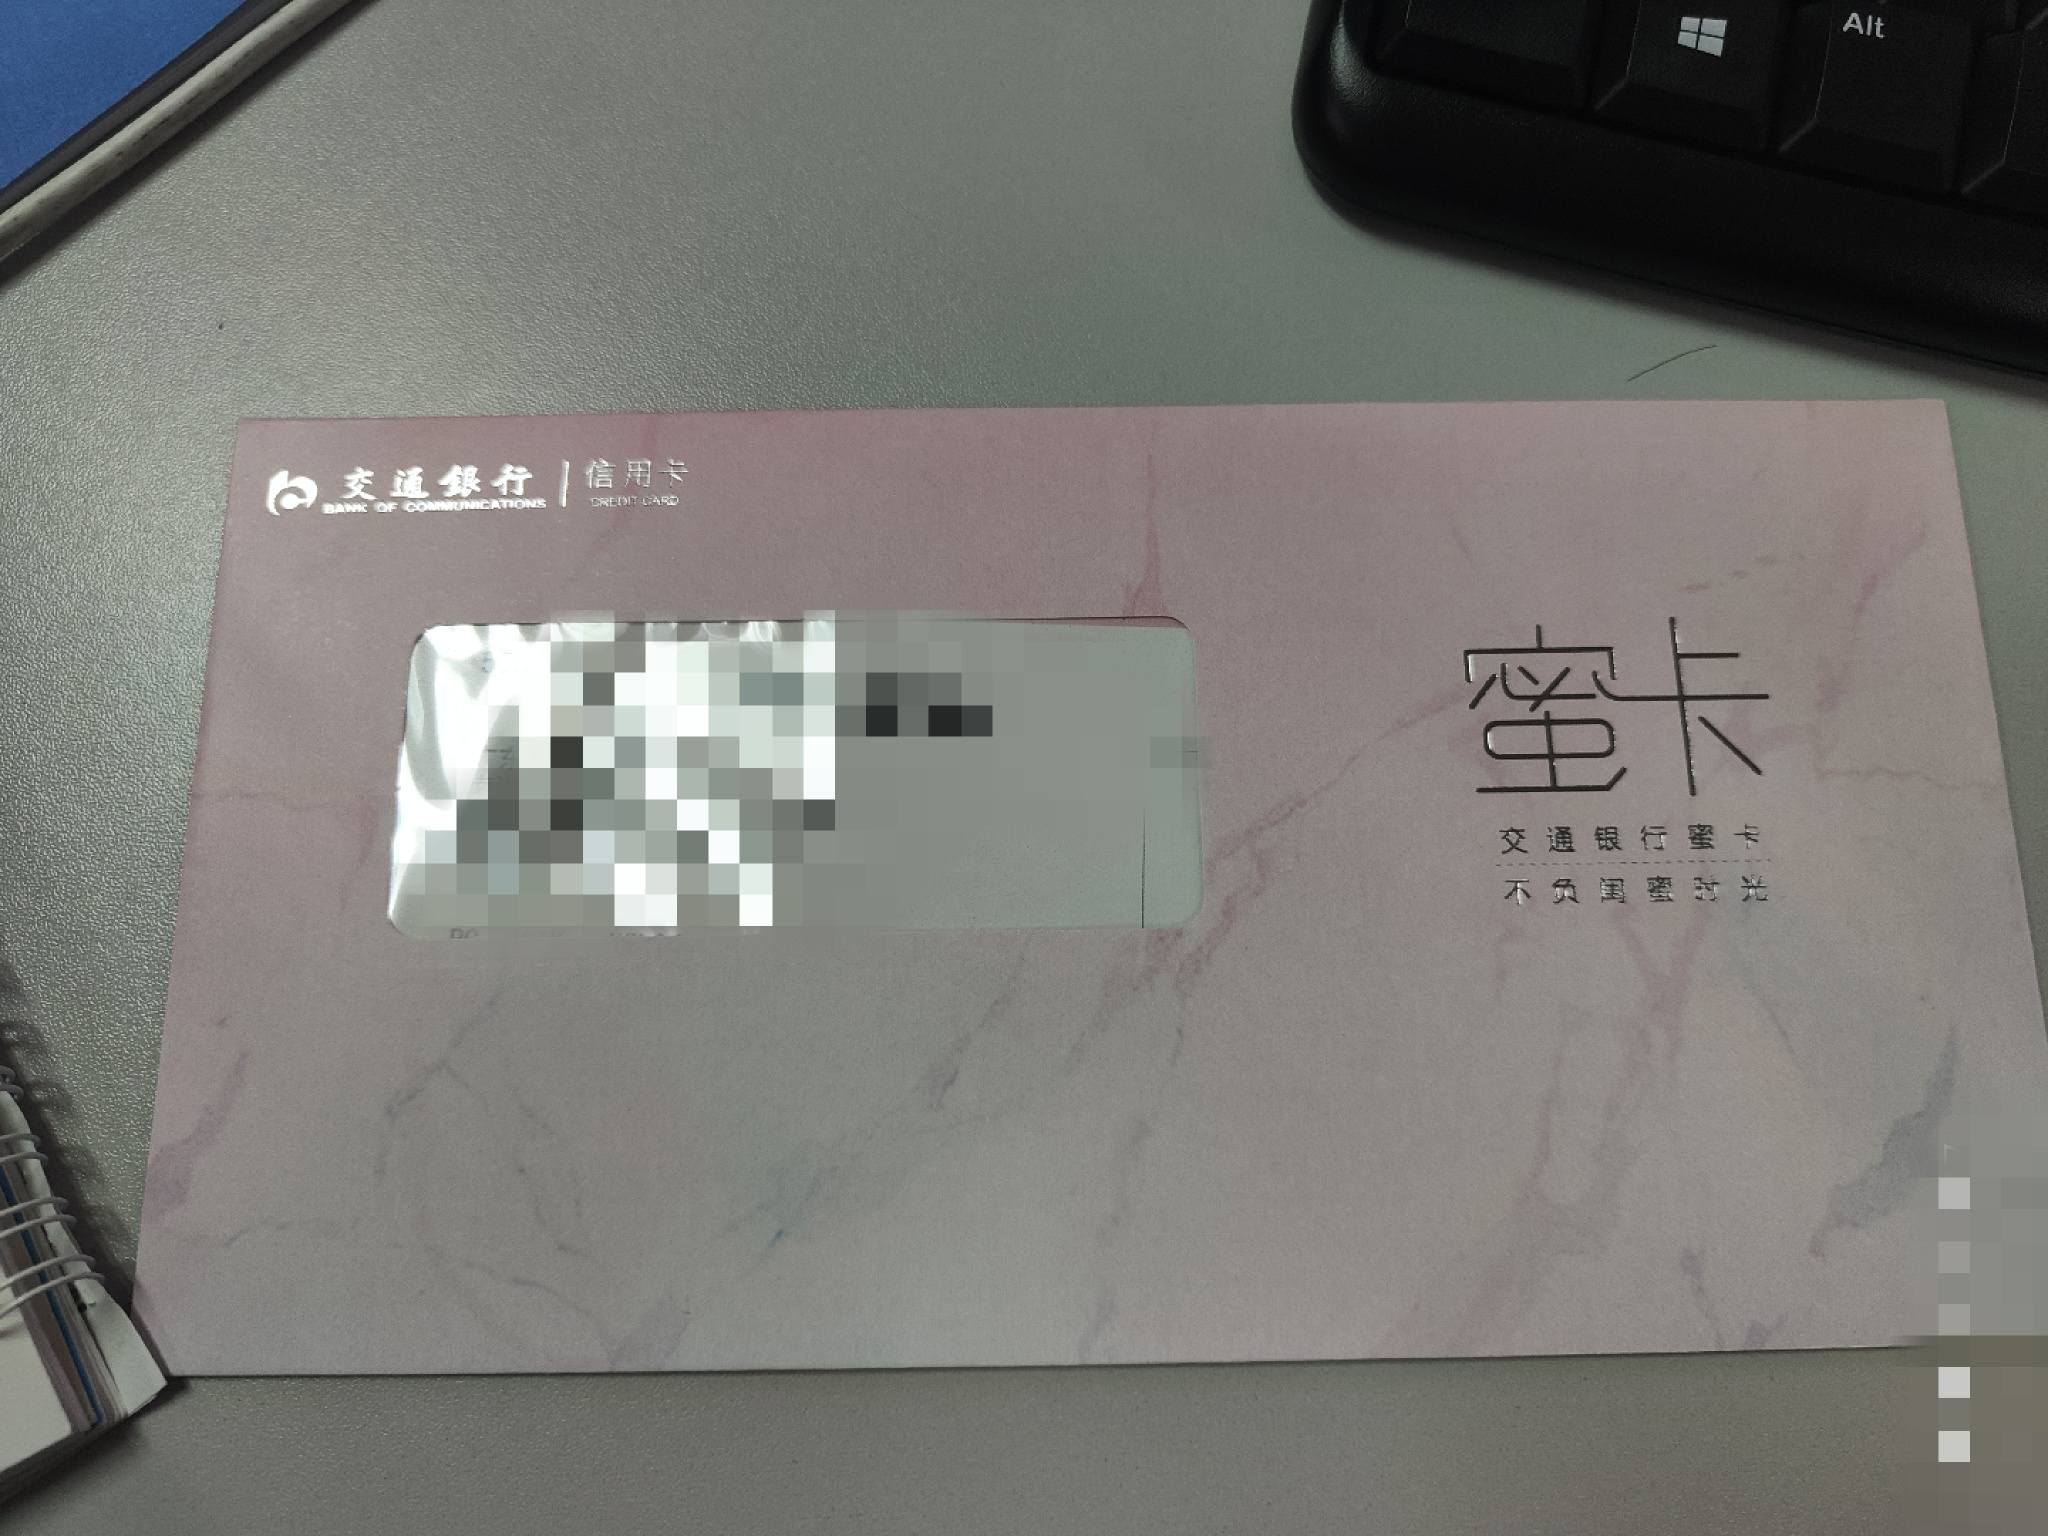 Alt
交通銀行 | 信用卡
BANK OF COMMUNICATIONS CREDIT CARD
蜜卡
交通银行蜜卡
不负闺蜜时光